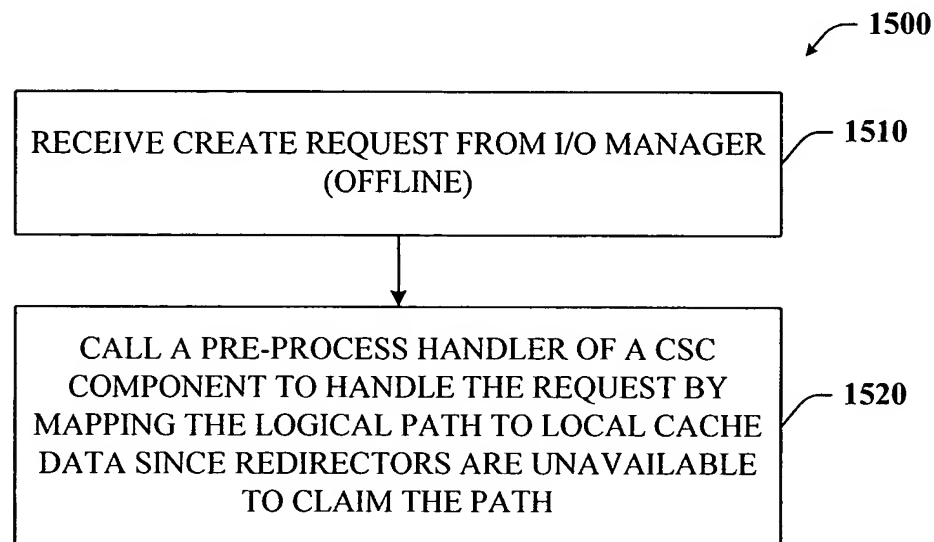 1500
RECEIVE CREATE REQUEST FROM I/O MANAGER
(OFFLINE)
1510
CALL A PRE-PROCESS HANDLER OF A CSC
COMPONENT TO HANDLE THE REQUEST BY
MAPPING THE LOGICAL PATH TO LOCAL CACHE
DATA SINCE REDIRECTORS ARE UNAVAILABLE
TO CLAIM THE PATH
1520